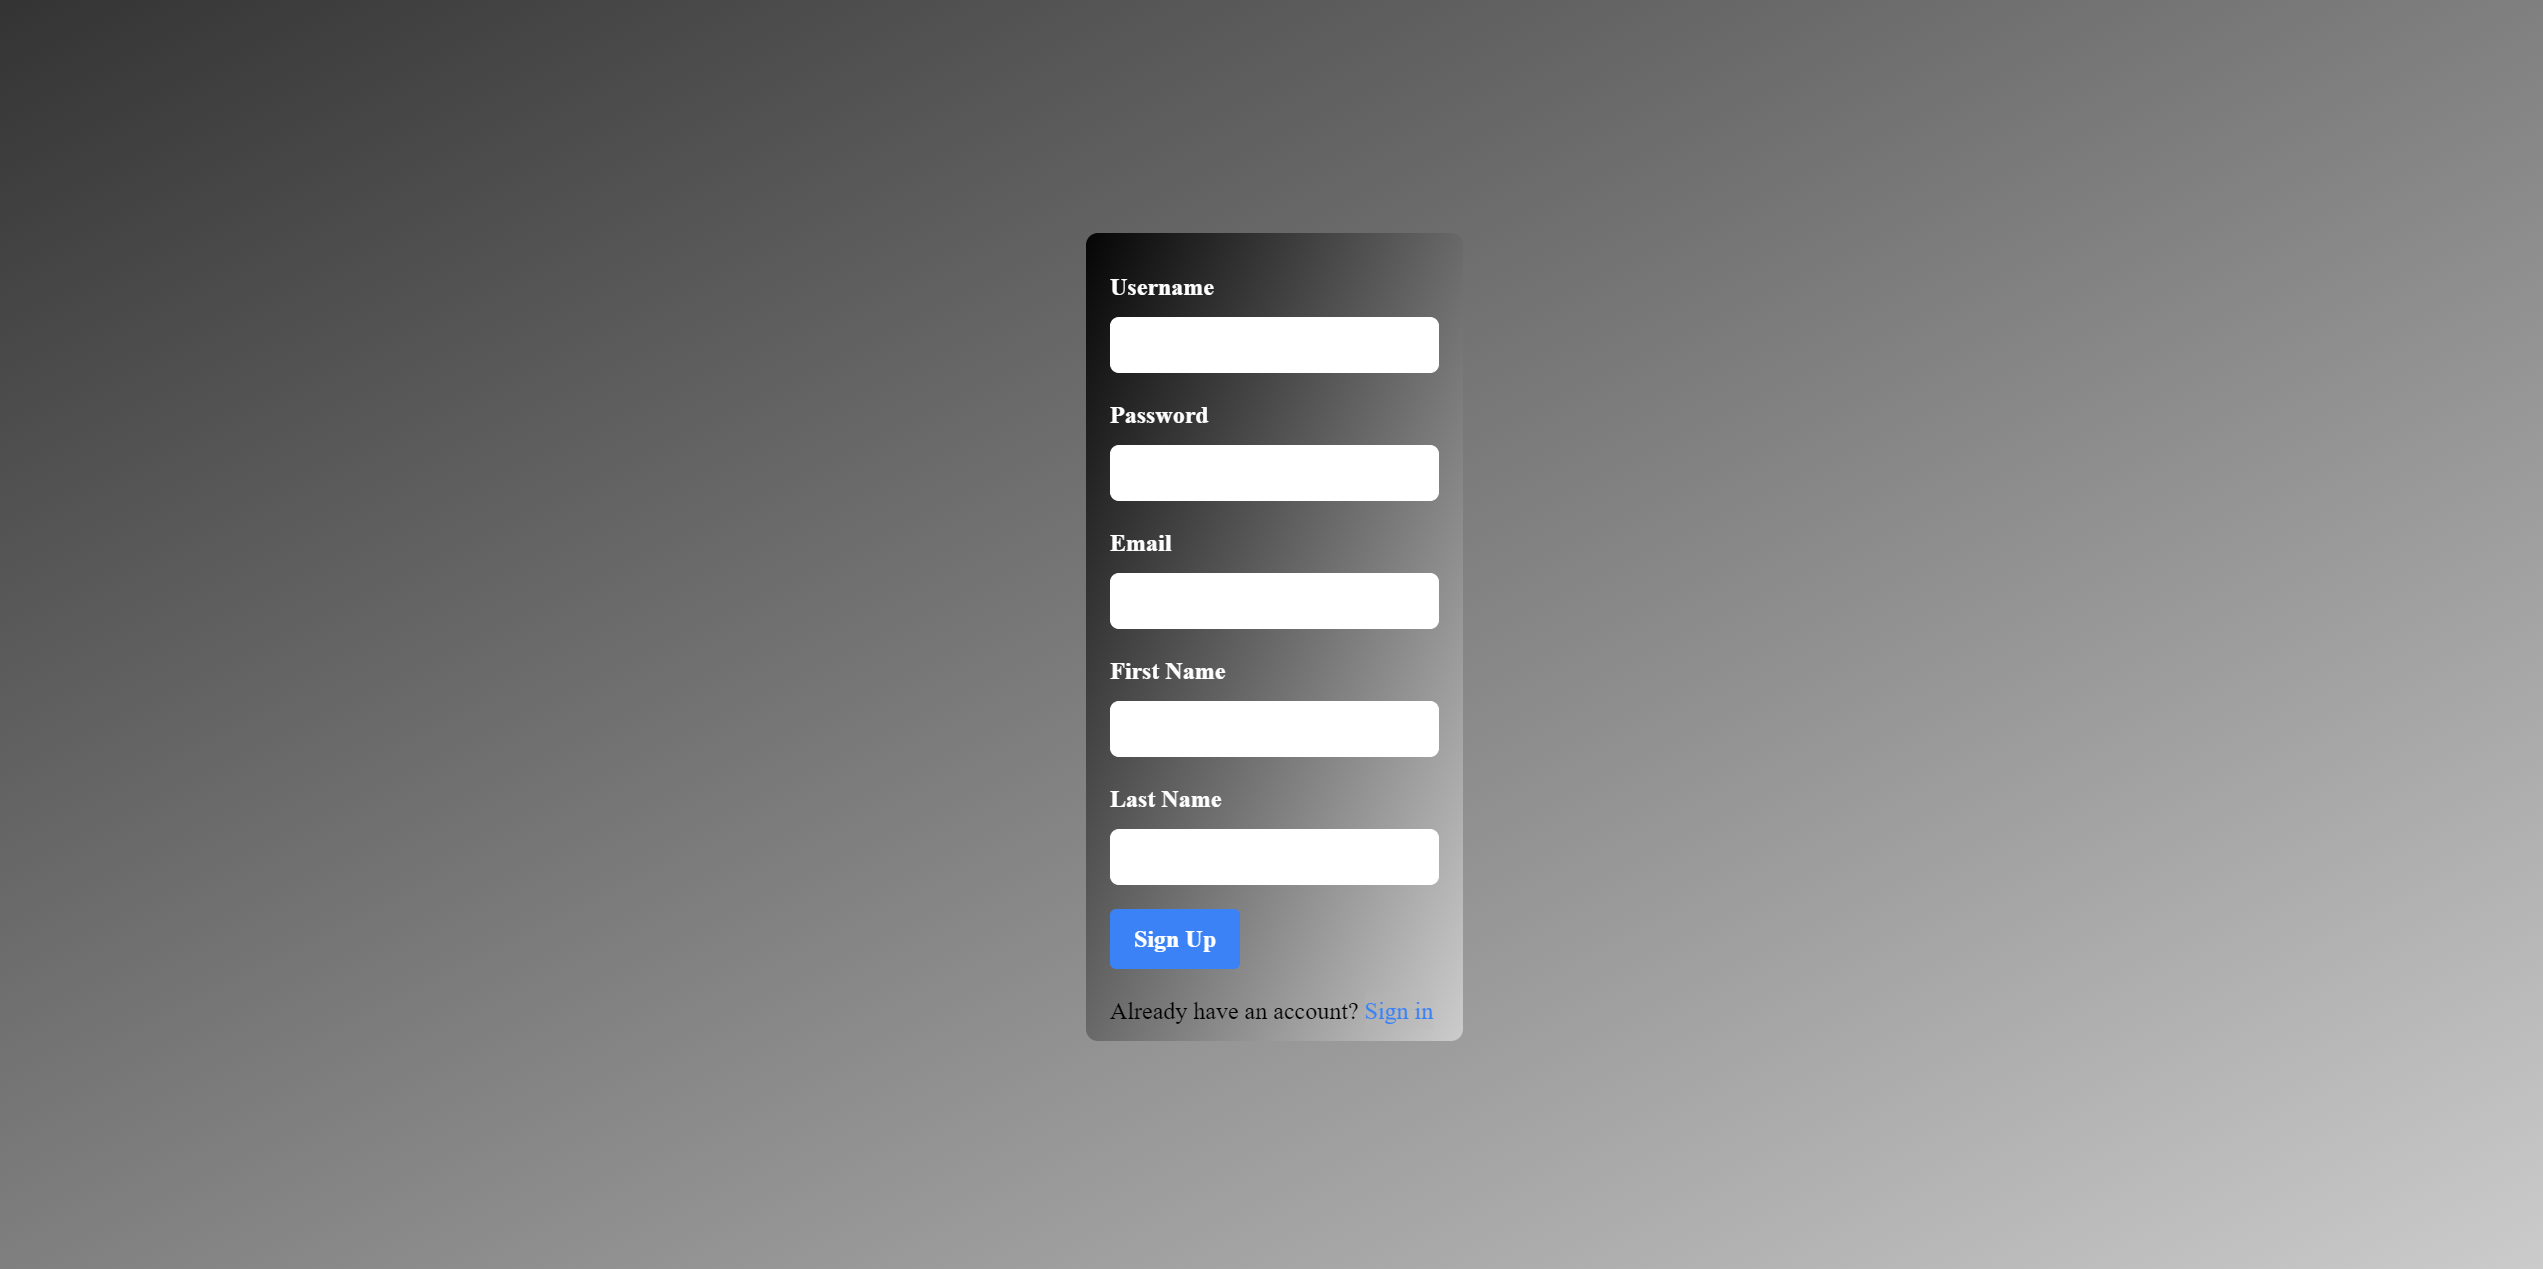 Username
Password
Email
First Name
Last Name
Sign Up
Already have an account? Sign in